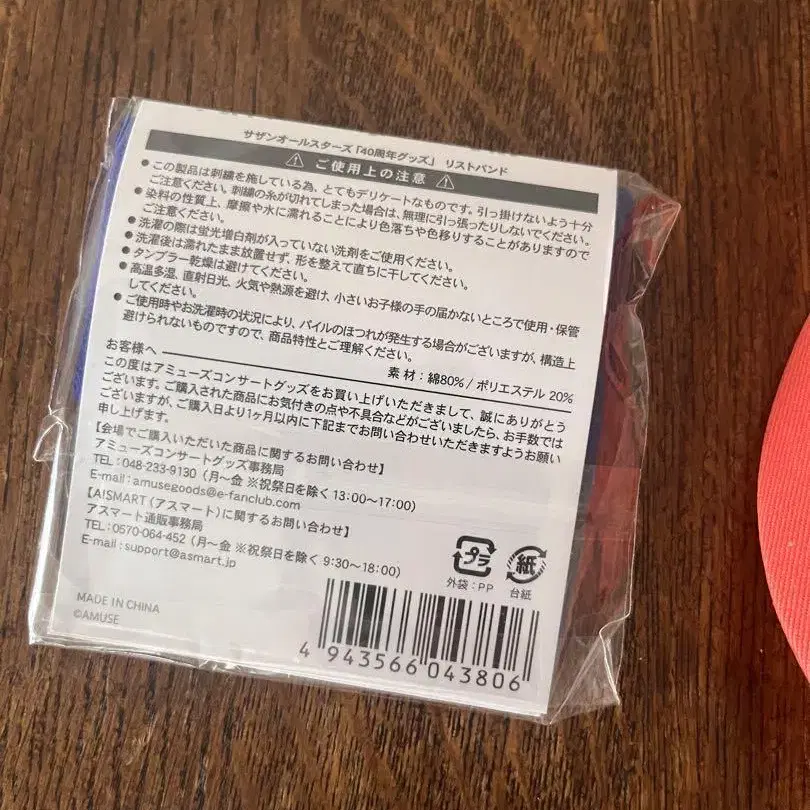 サザンオールスターズ「40周年グッズ」 リストバンド
ご使用上の注意
●この製品は刺繍を施している為、とてもデリケートなものです。引っ掛けないよう十分
ご注意ください。刺繍の糸が切れてしまった場合は、無理に引っ張ったりしないでください。
●染料の性質上、摩擦や水に濡れることにより色落ちや色移りすることがありますので
ご注意ください。
●洗濯の際は蛍光増白剤が入っていない洗剤をご使用ください。
●洗濯後は濡れたまま放置せず、形を整えて直ちに干してください。
●タンブラー乾燥は避けてください。
●高温多湿、直射日光、火気や熱源を避け、小さいお子様の手の届かないところで使用・保管
してください。
●ご使用時やお洗濯時の状況により、パイルのほつれが発生する場合がございますが、構造上
避けられないものですので、商品特性とご理解ください。
素材:綿80% / ポリエステル 20%
お客様へ
この度はアミューズコンサートグッズをお買い上げいただきまして、誠にありがとう
ございます。ご購入された商品にお気付きの点や不具合などがございましたら、お手数では
ございますが、ご購入日より1ヶ月以内に下記までお問い合わせいただきますようお願い
申し上げます。
【会場でご購入いただいた商品に関するお問い合わせ】
アミューズコンサートグッズ事務局
TEL:048-233-9130(月〜金 ※祝祭日を除く 13:00〜17:00)
E-mail:amusegoods@e-fanclub.com
【A!SMART(アスマート)に関するお問い合わせ】
アスマート通販事務局
TEL:0570-064-452(月〜金 ※祝祭日を除く 9:30〜18:00)
E-mail:support@asmart.jp
プラ
外袋:PP
紙
台紙
MADE IN CHINA
©AMUSE
4 943566 043806